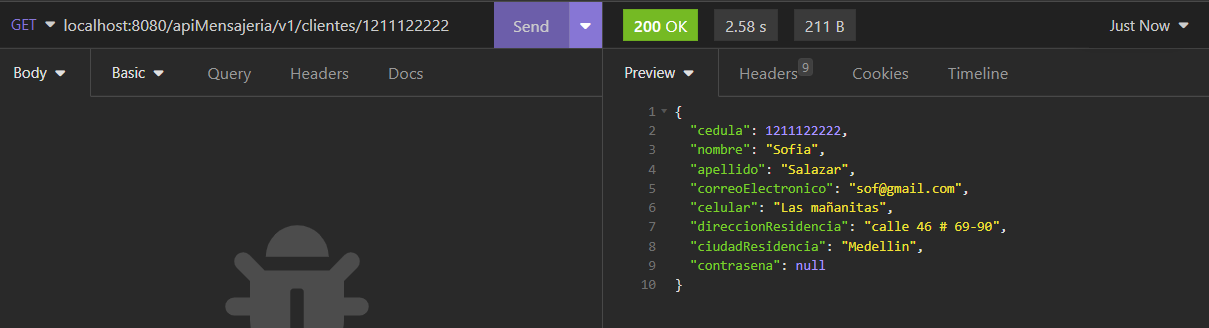 GET localhost:8080/apiMensajeria/v1/clientes/1211122222 Send
200 OK 2.58 s 211 B Just Now
Body Basic Query Headers Docs
Preview Headers 9 Cookies Timeline
1 {
2 "cedula": 1211122222,
3 "nombre": "Sofia",
4 "apellido": "Salazar",
5 "correoElectronico": "sof@gmail.com",
6 "celular": "Las mañanitas",
7 "direccionResidencia": "calle 46 # 69-90",
8 "ciudadResidencia": "Medellin",
9 "contrasena": null
10 }